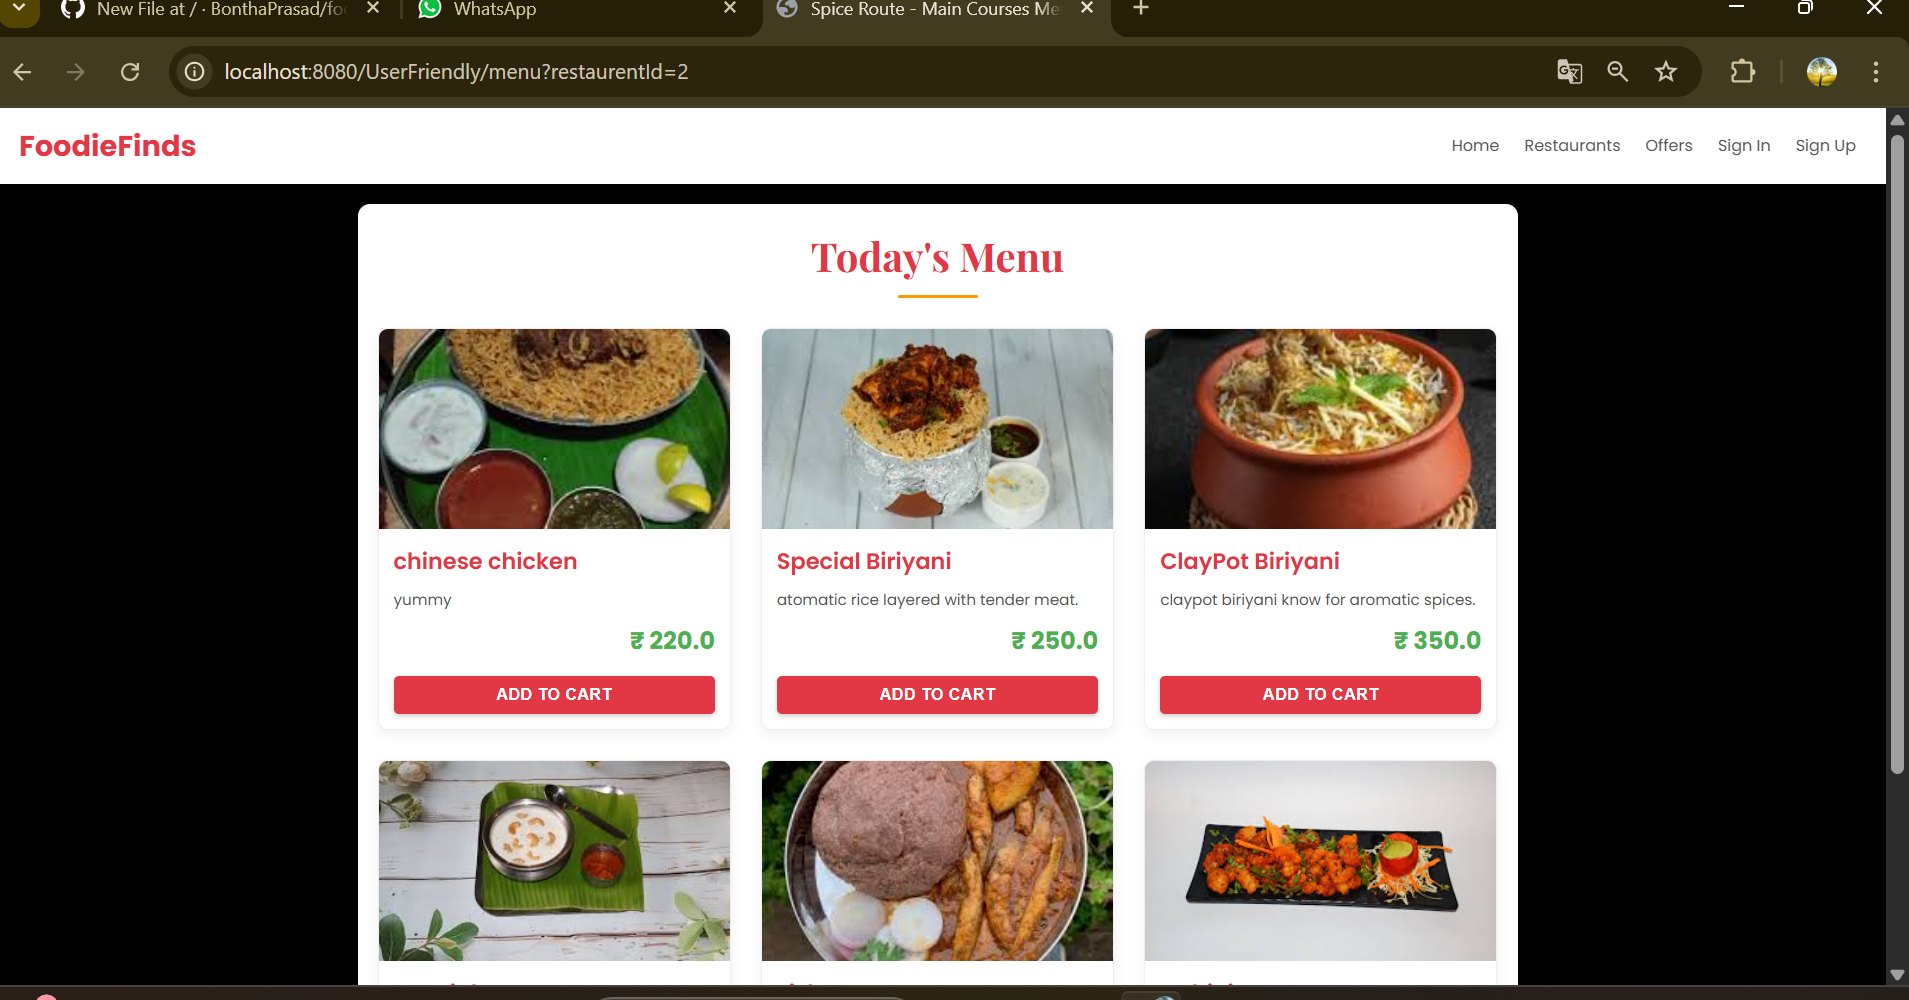 New File at / · BonthaPrasad/foo
WhatsApp
Spice Route - Main Courses Me
localhost:8080/UserFriendly/menu?restaurentId=2
FoodieFinds
Home Restaurants Offers Sign In Sign Up
Today's Menu
chinese chicken
yummy
₹ 220.0
ADD TO CART
Special Biriyani
atomatic rice layered with tender meat.
₹ 250.0
ADD TO CART
ClayPot Biriyani
claypot biriyani know for aromatic spices.
₹ 350.0
ADD TO CART